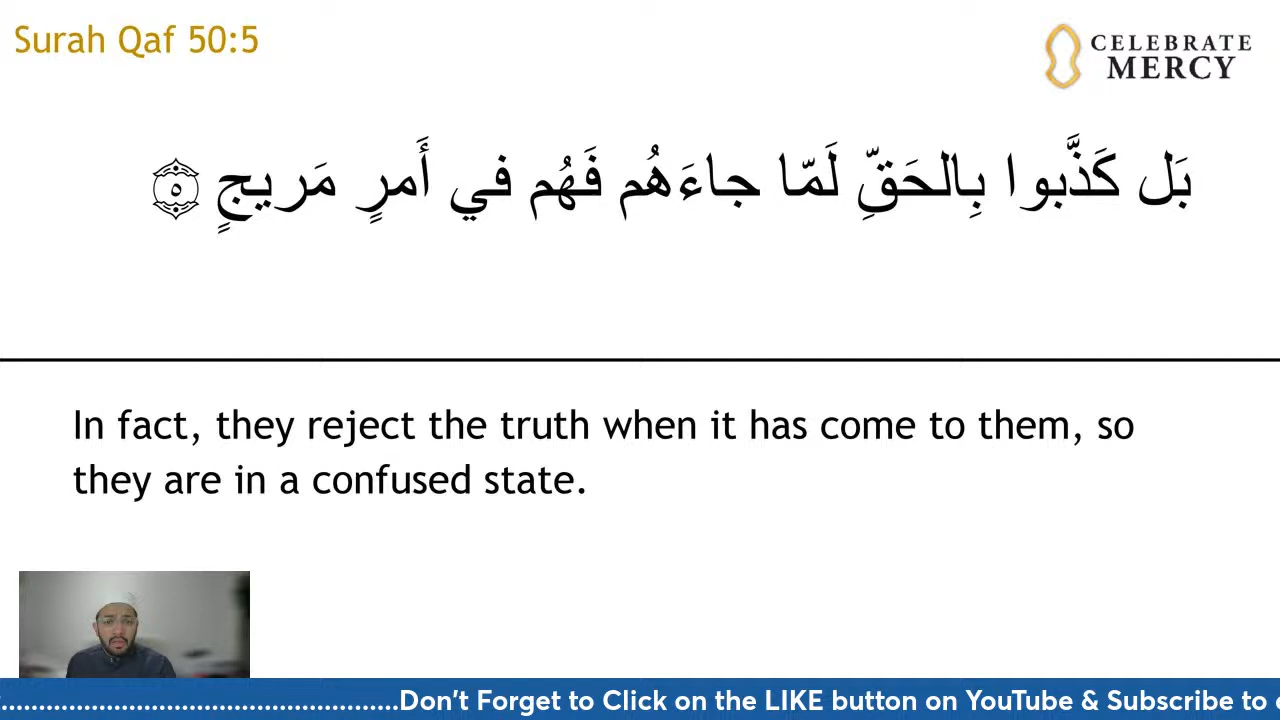 Surah Qaf 50:5
CELEBRATE
MERCY
بَل كَذَّبوا بِالحَقِّ لَمّا جاءَهُم فَهُم في أَمرٍ مَريجٍ ۝٥
In fact, they reject the truth when it has come to them, so
they are in a confused state.
....................................................Don't Forget to Click on the LIKE button on YouTube & Subscribe to